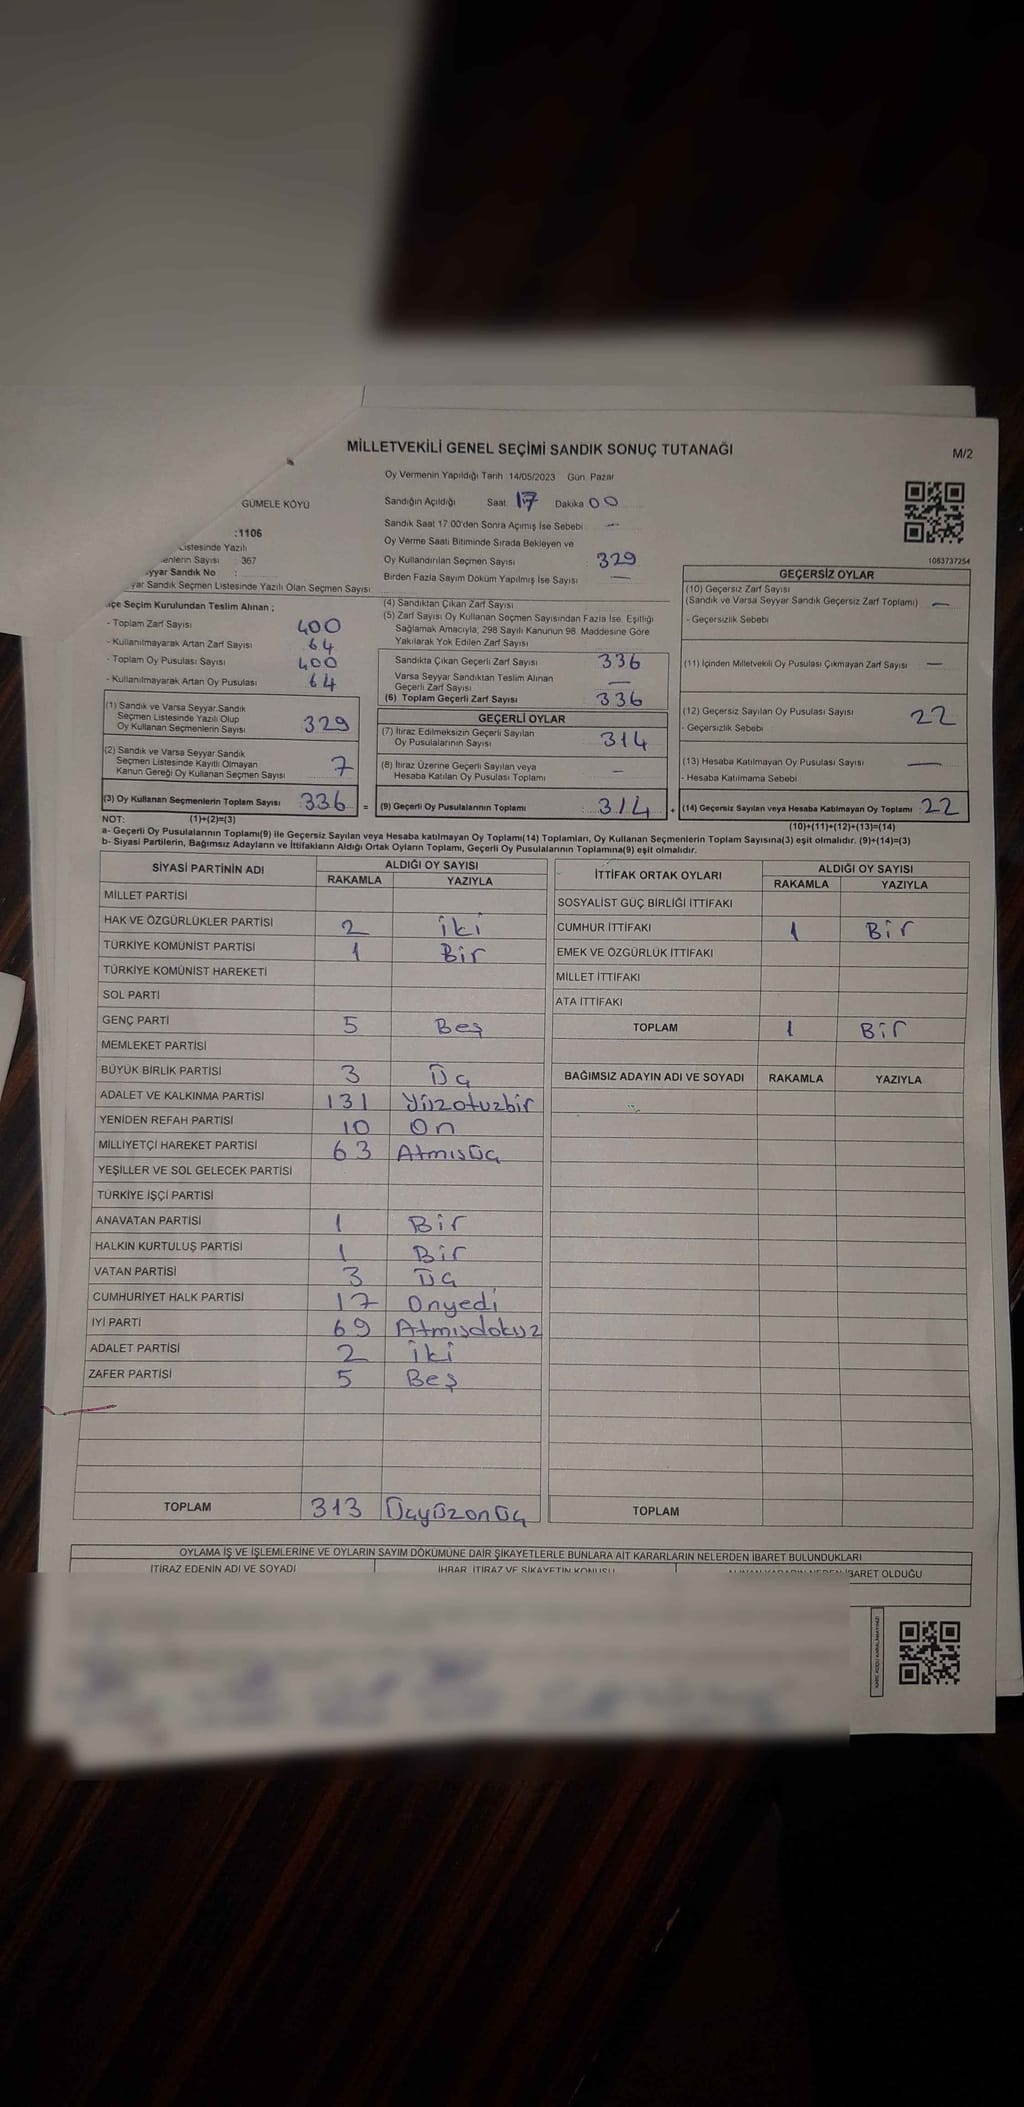 MİLLETVEKİLİ GENEL SEÇİMİ SANDIK SONUÇ TUTANAĞI
M/2
Oy Vermenin Yapıldığı Tarih 14/05/2023 Gün Pazar
GÜMELE KÖYÜ
Sandığın Açıldığı Saat 17 Dakika 00
Sandık Saat 17:00'den Sonra Açımış İse Sebebi —
:1106
Listesinde Yazılı
Oy Verme Saati Bitiminde Sırada Bekleyen ve
Oy Kullandırılan Seçmen Sayısı 329
367
1083737254
yyar Sandık No :
Birden Fazla Sayım Döküm Yapılmış İse Sayısı —
yar Sandık Seçmen Listesinde Yazılı Olan Seçmen Sayısı
çe Seçim Kurulundan Teslim Alınan ;
- Toplam Zarf Sayısı 400
- Kullanılmayarak Artan Zarf Sayısı 64
- Toplam Oy Pusulası Sayısı 400
- Kullanılmayarak Artan Oy Pusulası 64
(1) Sandık ve Varsa Seyyar Sandık
Seçmen Listesinde Yazılı Olup
Oy Kullanan Seçmenlerin Sayısı 329
(2) Sandık ve Varsa Seyyar Sandık
Seçmen Listesinde Kayıtlı Olmayan
Kanun Gereği Oy Kullanan Seçmen Sayısı 7
(3) Oy Kullanan Seçmenlerin Toplam Sayısı 336 =
(4) Sandıktan Çıkan Zarf Sayısı
(5) Zarf Sayısı Oy Kullanan Seçmen Sayısından Fazla İse, Eşitliği
Sağlamak Amacıyla, 298 Sayılı Kanunun 98. Maddesine Göre
Yakılarak Yok Edilen Zarf Sayısı
Sandıkta Çıkan Geçerli Zarf Sayısı 336
Varsa Seyyar Sandıktan Teslim Alınan
Geçerli Zarf Sayısı —
(6) Toplam Geçerli Zarf Sayısı 336
GEÇERLİ OYLAR
(7) İtiraz Edilmeksizin Geçerli Sayılan
Oy Pusulalarının Sayısı 314
(8) İtiraz Üzerine Geçerli Sayılan veya
Hesaba Katılan Oy Pusulası Toplamı —
(9) Geçerli Oy Pusulalarının Toplamı 314 +
GEÇERSİZ OYLAR
(10) Geçersiz Zarf Sayısı
(Sandık ve Varsa Seyyar Sandık Geçersiz Zarf Toplamı) —
- Geçersizlik Sebebi
(11) İçinden Milletvekili Oy Pusulası Çıkmayan Zarf Sayısı —
(12) Geçersiz Sayılan Oy Pusulası Sayısı 22
- Geçersizlik Sebebi
(13) Hesaba Katılmayan Oy Pusulası Sayısı —
- Hesaba Katılmama Sebebi
(14) Geçersiz Sayılan veya Hesaba Katılmayan Oy Toplamı 22
NOT: (1)+(2)=(3) (10)+(11)+(12)+(13)=(14)
a- Geçerli Oy Pusulalarının Toplamı(9) ile Geçersiz Sayılan veya Hesaba katılmayan Oy Toplamı(14) Toplamları, Oy Kullanan Seçmenlerin Toplam Sayısına(3) eşit olmalıdır. (9)+(14)=(3)
b- Siyasi Partilerin, Bağımsız Adayların ve İttifakların Aldığı Ortak Oyların Toplamı, Geçerli Oy Pusulalarının Toplamına(9) eşit olmalıdır.
SİYASİ PARTİNİN ADI ALDIĞI OY SAYISI
RAKAMLA YAZIYLA
MİLLET PARTİSİ
HAK VE ÖZGÜRLÜKLER PARTİSİ 2 iki
TÜRKİYE KOMÜNİST PARTİSİ 1 Bir
TÜRKİYE KOMÜNİST HAREKETİ
SOL PARTİ
GENÇ PARTİ 5 Beş
MEMLEKET PARTİSİ
BÜYÜK BİRLİK PARTİSİ 3 Üç
ADALET VE KALKINMA PARTİSİ 131 Yüzotuzbir
YENİDEN REFAH PARTİSİ 10 On
MİLLİYETÇİ HAREKET PARTİSİ 63 Atmışüç
YEŞİLLER VE SOL GELECEK PARTİSİ
TÜRKİYE İŞÇİ PARTİSİ
ANAVATAN PARTİSİ 1 Bir
HALKIN KURTULUŞ PARTİSİ 1 Bir
VATAN PARTİSİ 3 Üç
CUMHURİYET HALK PARTİSİ 17 Onyedi
İYİ PARTİ 69 Atmışdokuz
ADALET PARTİSİ 2 iki
ZAFER PARTİSİ 5 Beş
TOPLAM 313 Üçyüzonüç
İTTİFAK ORTAK OYLARI ALDIĞI OY SAYISI
RAKAMLA YAZIYLA
SOSYALİST GÜÇ BİRLİĞİ İTTİFAKI
CUMHUR İTTİFAKI 1 Bir
EMEK VE ÖZGÜRLÜK İTTİFAKI
MİLLET İTTİFAKI
ATA İTTİFAKI
TOPLAM 1 Bir
BAĞIMSIZ ADAYIN ADI VE SOYADI RAKAMLA YAZIYLA
TOPLAM
OYLAMA İŞ VE İŞLEMLERİNE VE OYLARIN SAYIM DÖKÜMÜNE DAİR ŞİKAYETLERLE BUNLARA AİT KARARLARIN NELERDEN İBARET BULUNDUKLARI
İTİRAZ EDENİN ADI VE SOYADI İHBAR, İTİRAZ VE ŞİKAYETİN KONUSU İBARET OLDUĞU